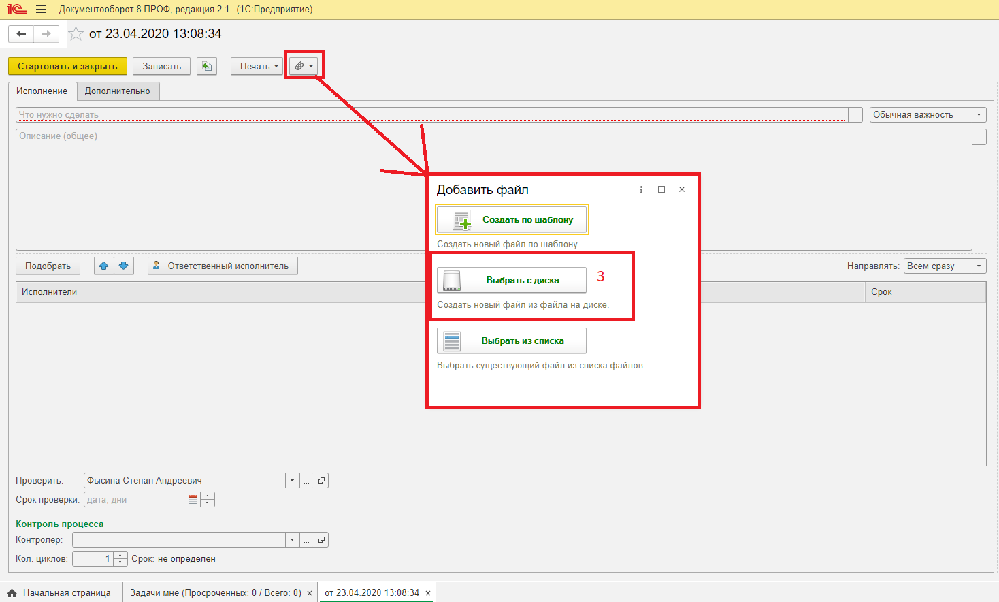 1С Документооборот 8 ПРОФ, редакция 2.1 (1С:Предприятие)
от 23.04.2020 13:08:34
Стартовать и закрыть Записать Печать
Исполнение Дополнительно
Что нужно сделать ... Обычная важность
Описание (общее) ...
Добавить файл
Создать по шаблону
Создать новый файл по шаблону.
Выбрать с диска 3
Создать новый файл из файла на диске.
Выбрать из списка
Выбрать существующий файл из списка файлов.
Подобрать Ответственный исполнитель Направлять: Всем сразу
Исполнители Срок
Проверить: Фысина Степан Андреевич ...
Срок проверки: дата, дни
Контроль процесса
Контролер: ...
Кол. циклов: 1 Срок: не определен
Начальная страница Задачи мне (Просроченных: 0 / Всего: 0) × от 23.04.2020 13:08:34 ×